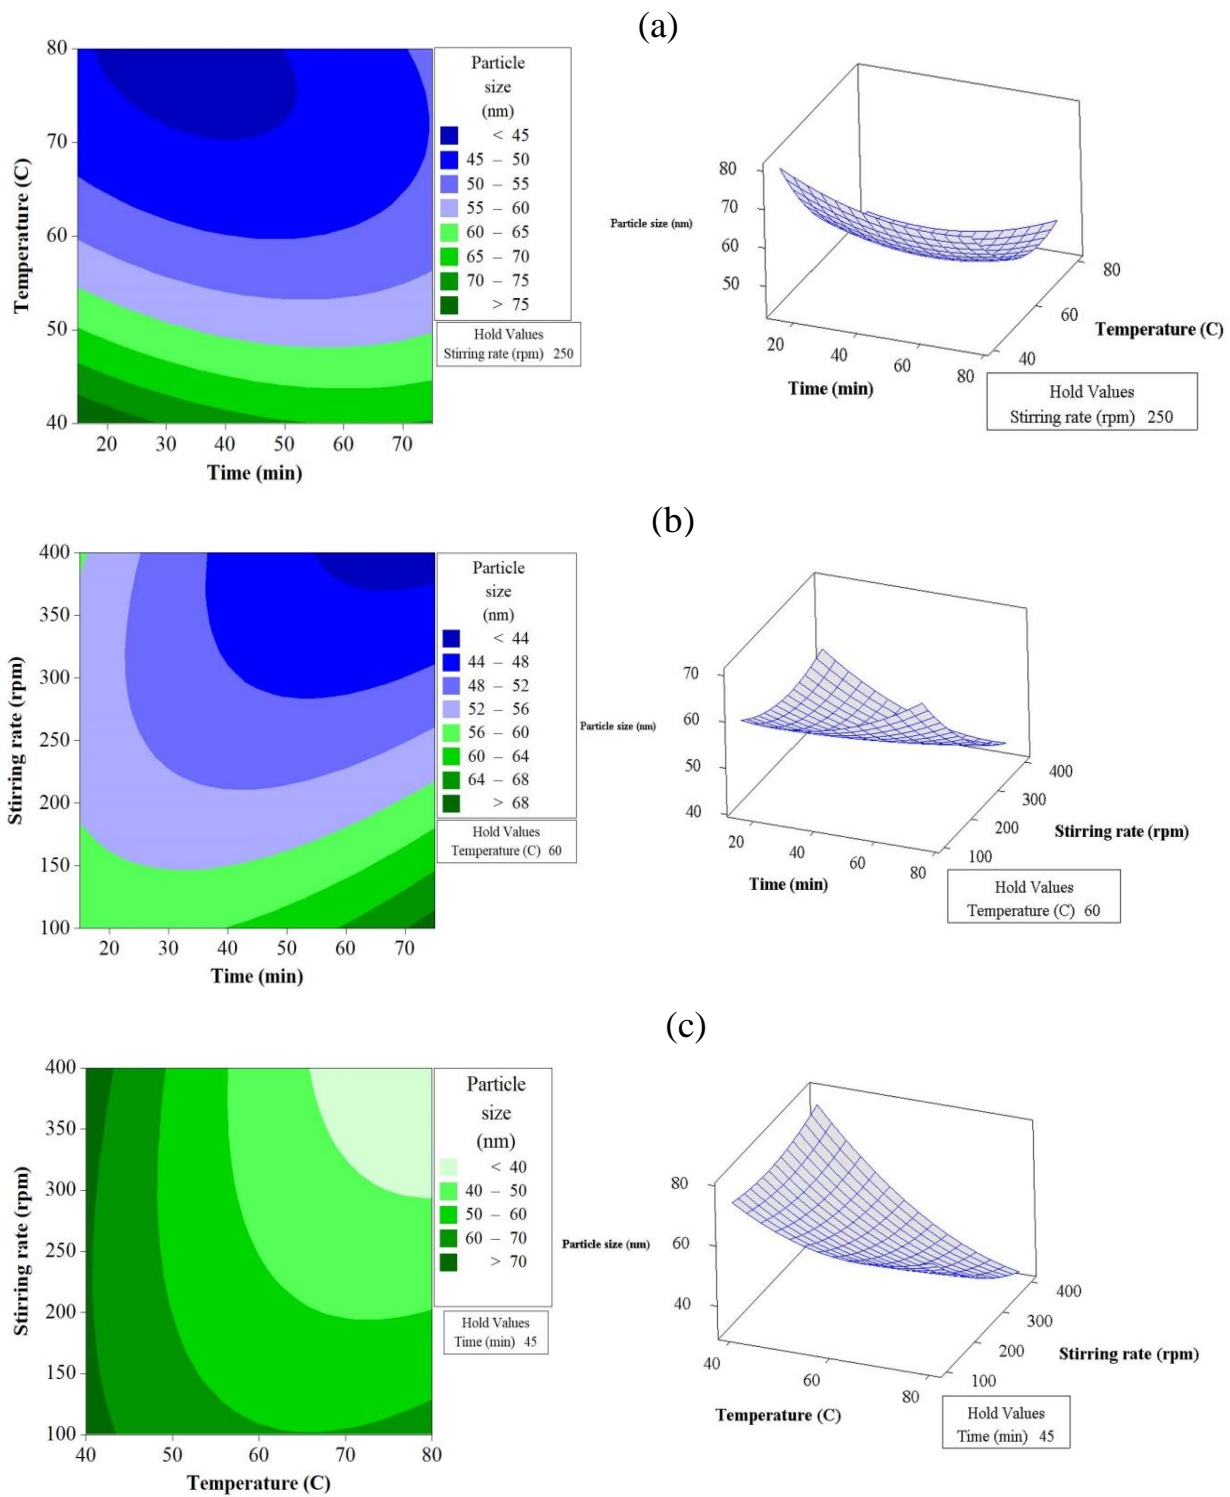 (a)
80
70
60
50
40
Temperature (C)
20 30 40 50 60 70
Time (min)
Particle
size
(nm)
< 45
45 – 50
50 – 55
55 – 60
60 – 65
65 – 70
70 – 75
> 75
Hold Values
Stirring rate (rpm) 250
80
70
60
50
Particle size (nm)
20
40
60
80
Time (min)
40
60
80
Temperature (C)
Hold Values
Stirring rate (rpm) 250
(b)
400
350
300
250
200
150
100
Stirring rate (rpm)
20 30 40 50 60 70
Time (min)
Particle
size
(nm)
< 44
44 – 48
48 – 52
52 – 56
56 – 60
60 – 64
64 – 68
> 68
Hold Values
Temperature (C) 60
70
60
50
40
Particle size (nm)
20
40
60
80
Time (min)
100
200
300
400
Stirring rate (rpm)
Hold Values
Temperature (C) 60
(c)
400
350
300
250
200
150
100
Stirring rate (rpm)
40 50 60 70 80
Temperature (C)
Particle
size
(nm)
< 40
40 – 50
50 – 60
60 – 70
> 70
Hold Values
Time (min) 45
80
60
40
Particle size (nm)
40
60
80
Temperature (C)
100
200
300
400
Stirring rate (rpm)
Hold Values
Time (min) 45